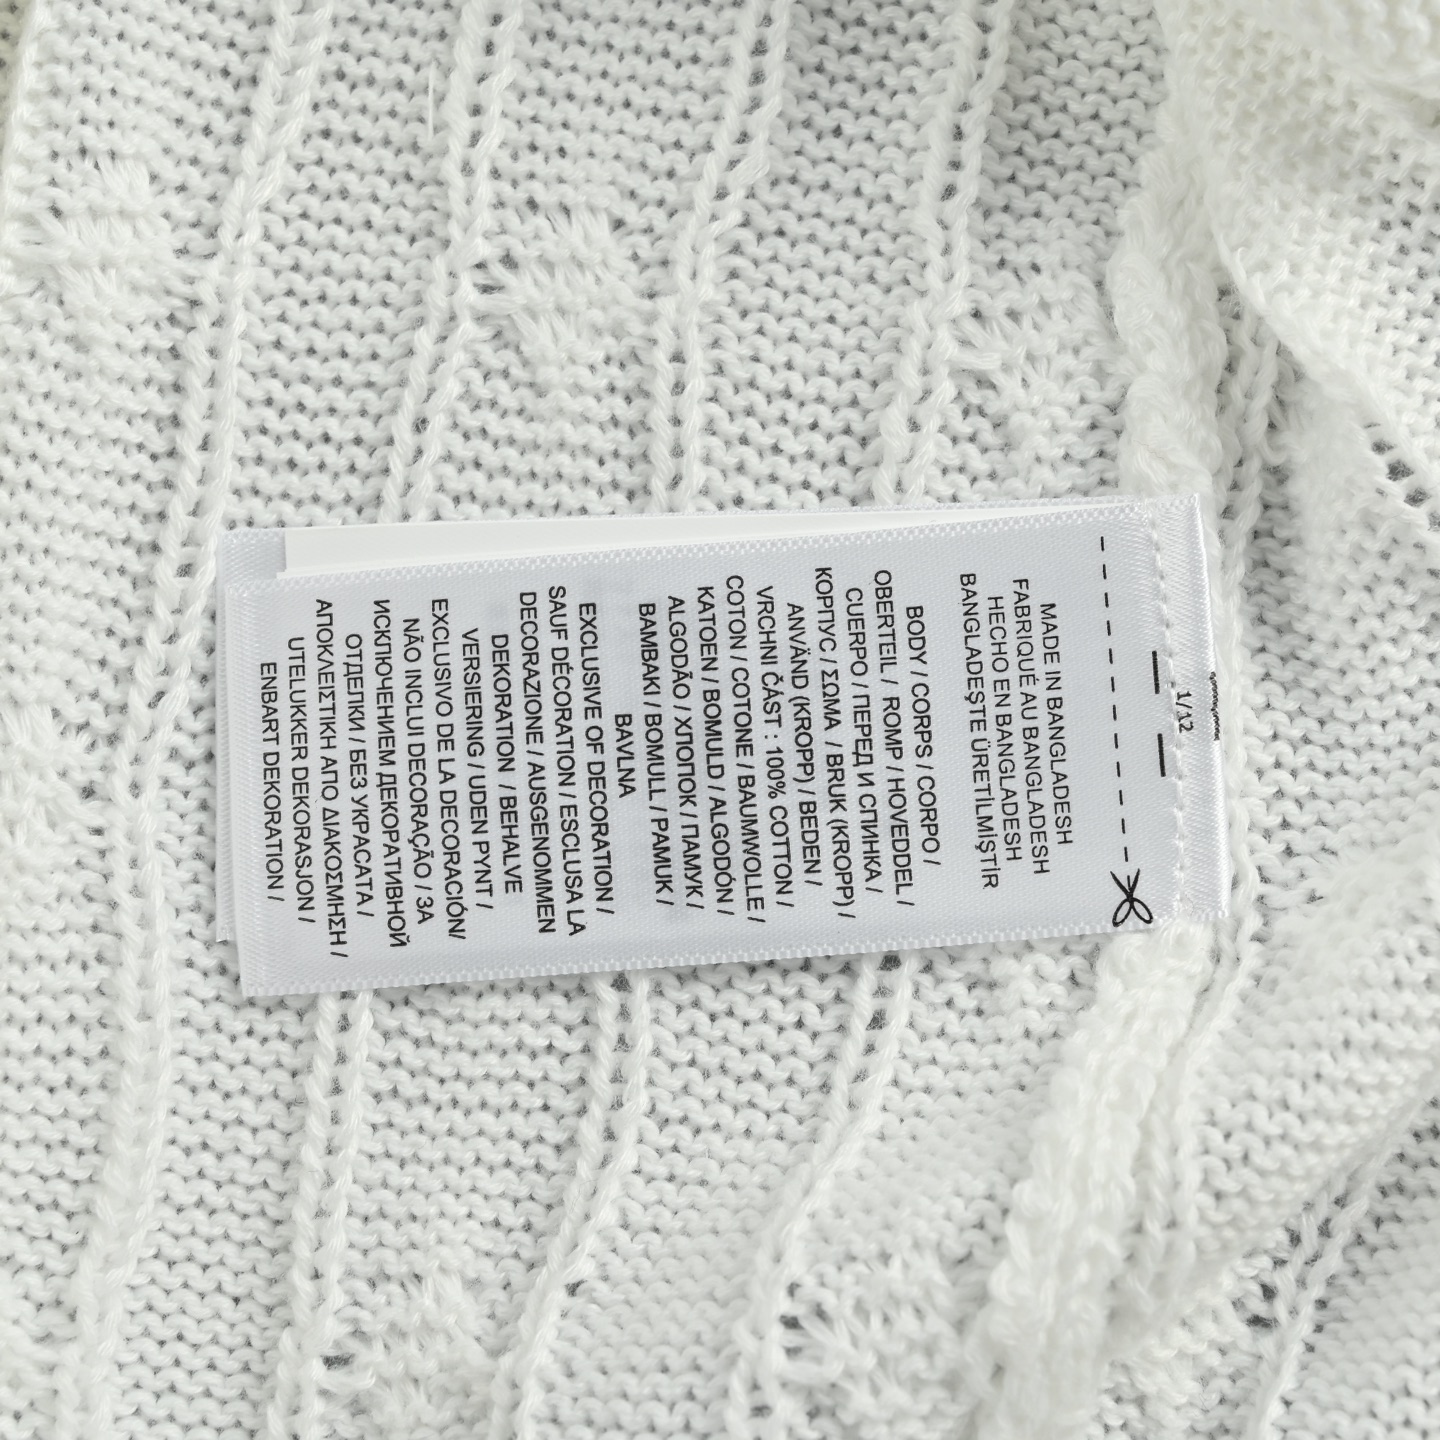 1/12
MADE IN BANGLADESH
FABRIQUÉ AU BANGLADESH
HECHO EN BANGLADESH
BANGLADEŞTE ÜRETİLMİŞTİR
BODY / CORPS / CORPO /
OBERTEIL / ROMP / HOVEDDEL /
CUERPO / ПЕРЕД И СПИНКА /
КОРПУС / ΣΩΜΑ / BRUK (KROPP) /
ANVÄND (KROPP) / BEDEN /
VRCHNI ČÁST : 100% COTTON /
COTON / COTONE / BAUMWOLLE /
KATOEN / BOMULD / ALGODÓN /
ALGODÃO / ХЛОПОК / ПАМУК /
BAMBAKI / BOMULL / PAMUK /
BAVLNA
EXCLUSIVE OF DECORATION /
SAUF DÉCORATION / ESCLUSA LA
DECORAZIONE / AUSGENOMMEN
DEKORATION / BEHALVE
VERSIERING / UDEN PYNT /
EXCLUSIVO DE LA DECORACIÓN/
NÃO INCLUI DECORAÇÃO / ЗА
ИСКЛЮЧЕНИЕМ ДЕКОРАТИВНОЙ
ОТДЕЛКИ / БЕЗ УКРАСАТА /
ΑΠΟΚΛΕΙΣΤΙΚΗ ΑΠΟ ΔΙΑΚΟΣΜΗΣΗ /
UTELUKKER DEKORASJON /
ENBART DEKORATION /